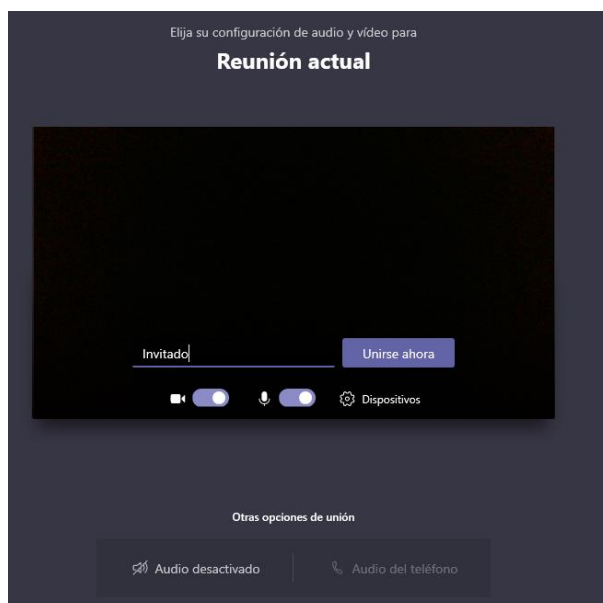 Elija su configuración de audio y vídeo para
Reunión actual
Invitado
Unirse ahora
Dispositivos
Otras opciones de unión
Audio desactivado
Audio del teléfono